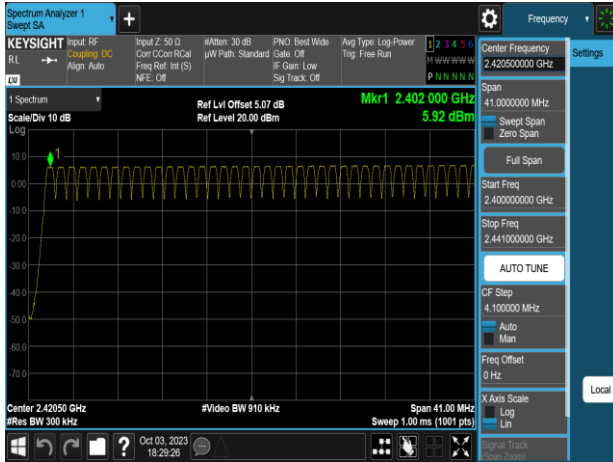 Spectrum Analyzer 1
Swept SA
+
Frequency
KEYSIGHT
RL
LXI
Input: RF
Coupling: DC
Align: Auto
Input Z: 50 Ω
Corr CCorr RCal
Freq Ref: Int (S)
NFE: Off
#Atten: 30 dB
µW Path: Standard
PNO: Best Wide
Gate: Off
IF Gain: Low
Sig Track: Off
Avg Type: Log-Power
Trig: Free Run
1 2 3 4 5 6
M W W W W W
P N N N N N
Settings
1 Spectrum
Scale/Div 10 dB
Log
Ref Lvl Offset 5.07 dB
Ref Level 20.00 dBm
Mkr1 2.402 000 GHz
5.92 dBm
1
10.0
0.00
-10.0
-20.0
-30.0
-40.0
-50.0
-60.0
-70.0
Center 2.42050 GHz
#Res BW 300 kHz
#Video BW 910 kHz
Span 41.00 MHz
Sweep 1.00 ms (1001 pts)
Oct 03, 2023
18:29:26
?
Center Frequency
2.420500000 GHz
Span
41.0000000 MHz
Swept Span
Zero Span
Full Span
Start Freq
2.400000000 GHz
Stop Freq
2.441000000 GHz
AUTO TUNE
CF Step
4.100000 MHz
Auto
Man
Freq Offset
0 Hz
X Axis Scale
Log
Lin
Signal Track
(Span Zoom)
Local